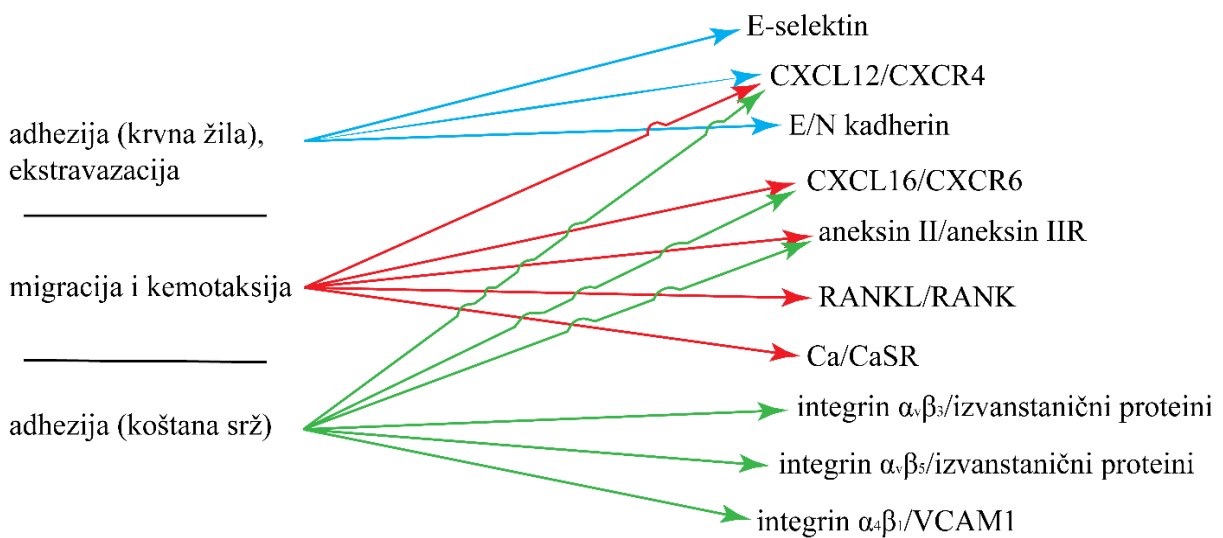 E-selektin
CXCL12/CXCR4
adhezija (krvna žila),
ekstravazacija
E/N kadherin
CXCL16/CXCR6
aneksin II/aneksin IIR
migracija i kemotaksija
RANKL/RANK
Ca/CaSR
adhezija (koštana srž)
integrin αᵥβ₃/izvanstanični proteini
integrin αᵥβ₅/izvanstanični proteini
integrin α₄β₁/VCAM1